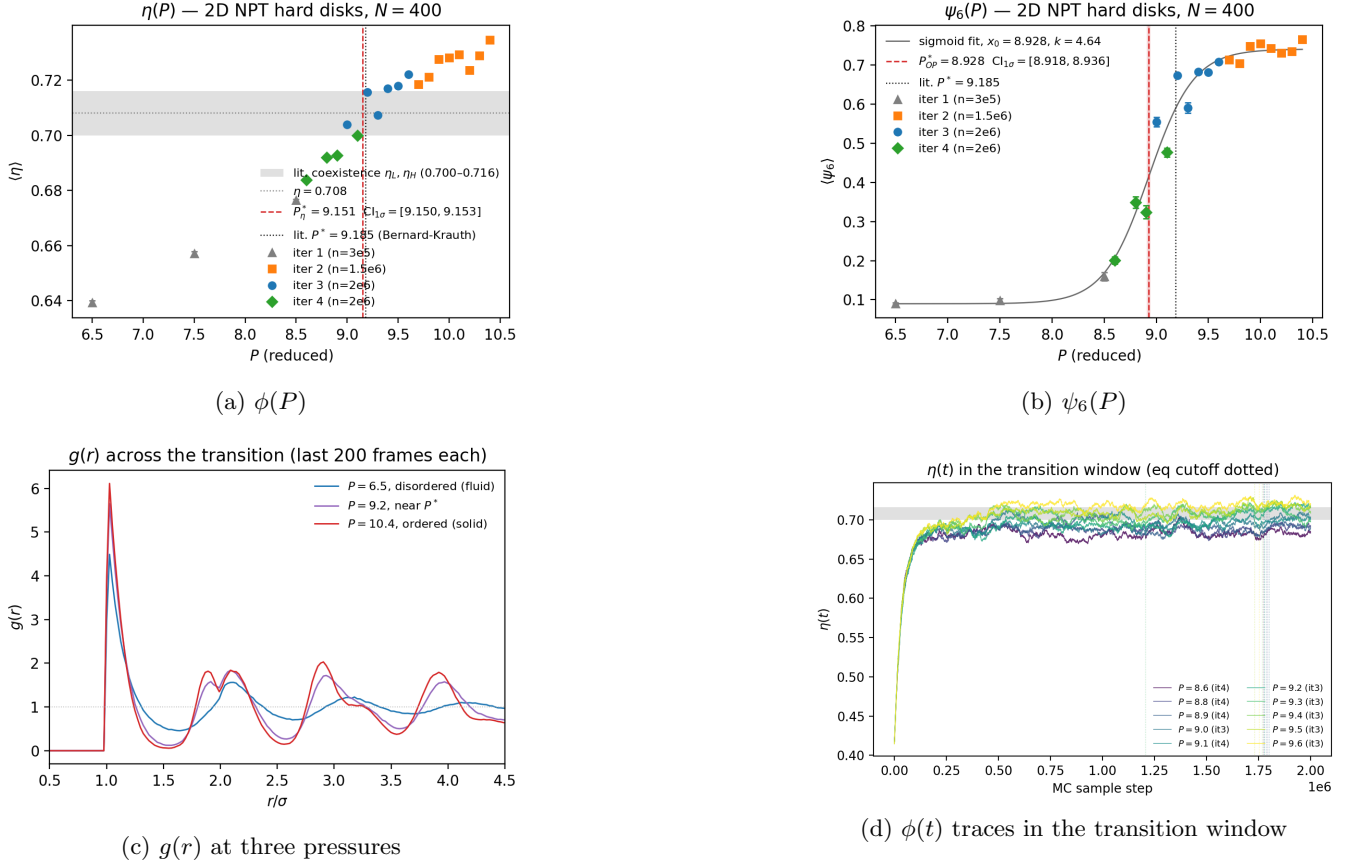 η(P) — 2D NPT hard disks, N = 400
0.72
0.70
0.68
0.66
0.64
⟨η⟩
lit. coexistence ηL, ηH (0.700–0.716)
η = 0.708
P*η = 9.151 CI1σ = [9.150, 9.153]
lit. P* = 9.185 (Bernard-Krauth)
iter 1 (n=3e5)
iter 2 (n=1.5e6)
iter 3 (n=2e6)
iter 4 (n=2e6)
6.5 7.0 7.5 8.0 8.5 9.0 9.5 10.0 10.5
P (reduced)
(a) ϕ(P)
ψ6(P) — 2D NPT hard disks, N = 400
0.8
0.7
0.6
0.5
0.4
0.3
0.2
0.1
⟨ψ6⟩
sigmoid fit, x0 = 8.928, k = 4.64
P*OP = 8.928 CI1σ = [8.918, 8.936]
lit. P* = 9.185
iter 1 (n=3e5)
iter 2 (n=1.5e6)
iter 3 (n=2e6)
iter 4 (n=2e6)
6.5 7.0 7.5 8.0 8.5 9.0 9.5 10.0 10.5
P (reduced)
(b) ψ6(P)
g(r) across the transition (last 200 frames each)
6
5
4
3
2
1
0
g(r)
P = 6.5, disordered (fluid)
P = 9.2, near P*
P = 10.4, ordered (solid)
0.5 1.0 1.5 2.0 2.5 3.0 3.5 4.0 4.5
r/σ
(c) g(r) at three pressures
η(t) in the transition window (eq cutoff dotted)
0.70
0.65
0.60
0.55
0.50
0.45
0.40
η(t)
P = 8.6 (it4) P = 9.2 (it3)
P = 8.8 (it4) P = 9.3 (it3)
P = 8.9 (it4) P = 9.4 (it3)
P = 9.0 (it3) P = 9.5 (it3)
P = 9.1 (it4) P = 9.6 (it3)
0.00 0.25 0.50 0.75 1.00 1.25 1.50 1.75 2.00
MC sample step 1e6
(d) ϕ(t) traces in the transition window